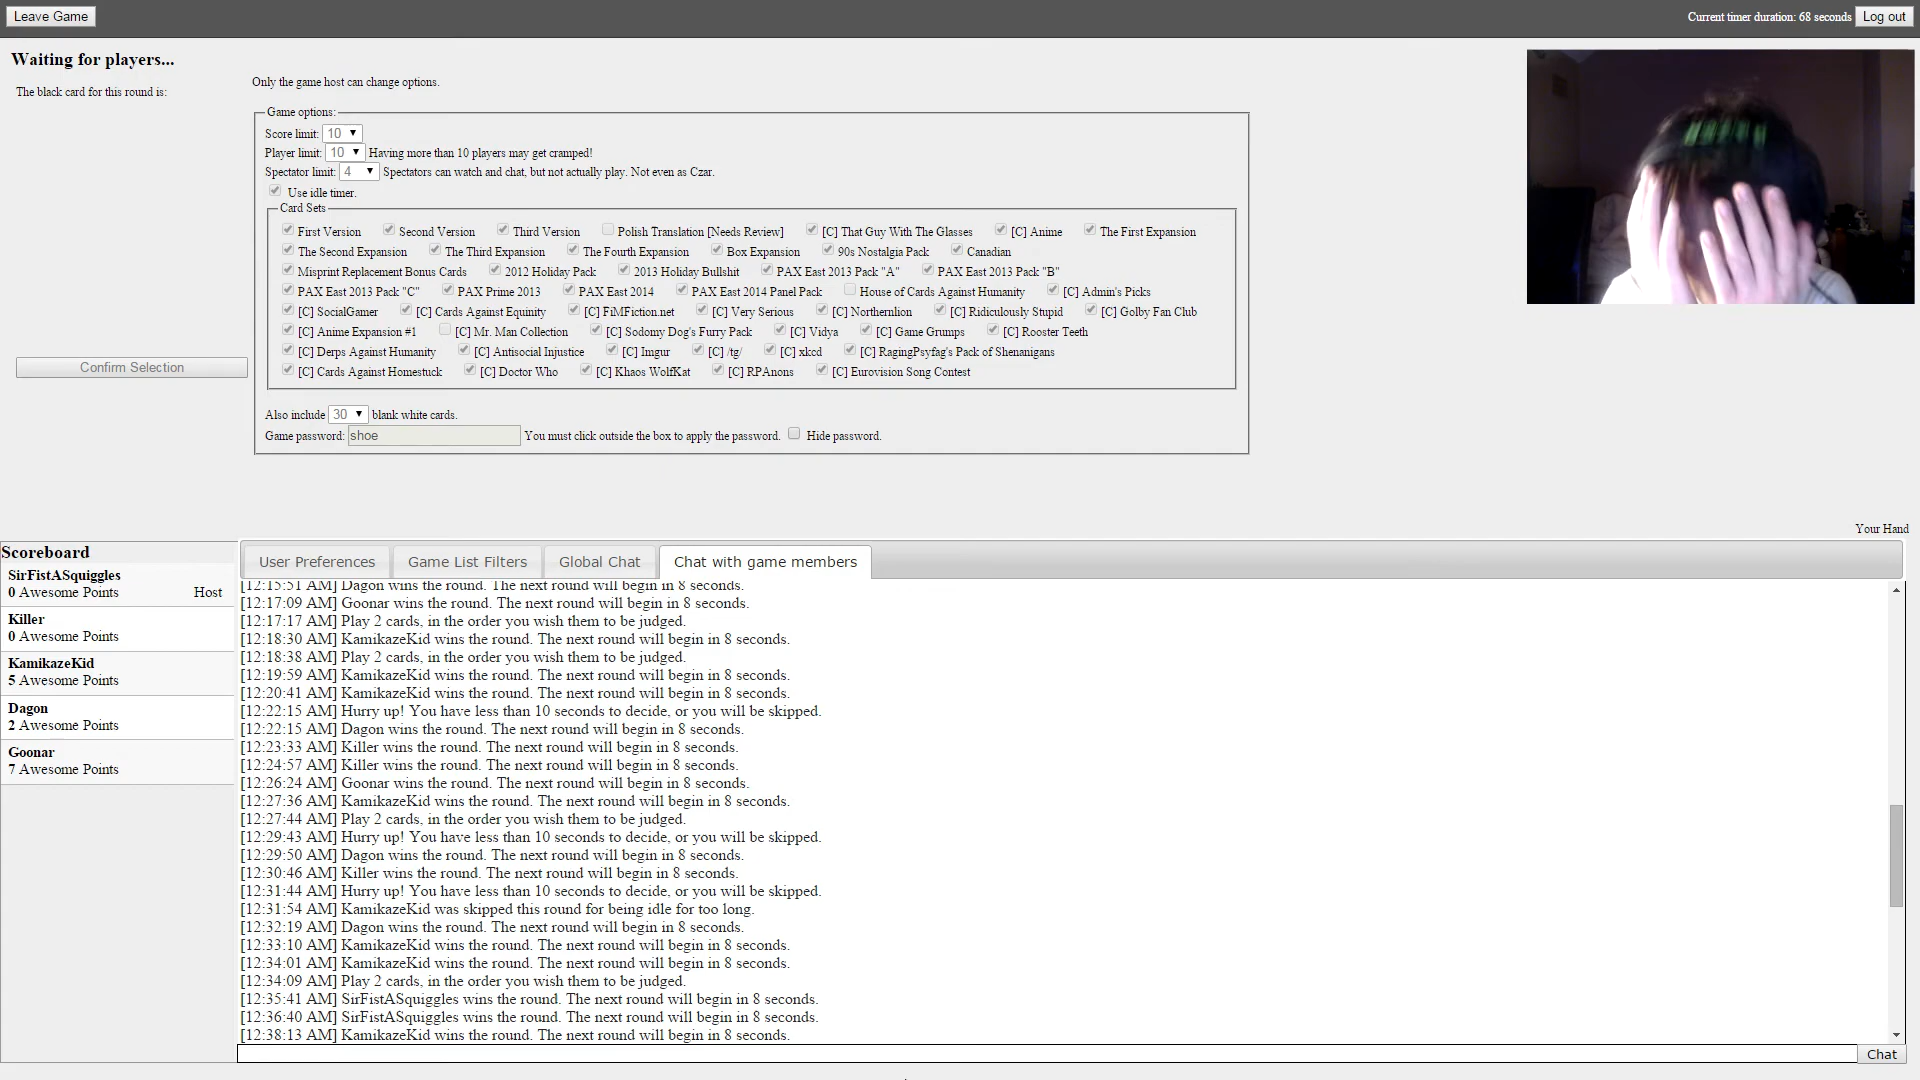 Leave Game
Current timer duration: 68 seconds Log out
Waiting for players...
The black card for this round is:
Only the game host can change options.
Game options:
Score limit: 10
Player limit: 10 Having more than 10 players may get cramped!
Spectator limit: 4 Spectators can watch and chat, but not actually play. Not even as Czar.
Use idle timer.
Card Sets
First Version Second Version Third Version Polish Translation [Needs Review] [C] That Guy With The Glasses [C] Anime The First Expansion
The Second Expansion The Third Expansion The Fourth Expansion Box Expansion 90s Nostalgia Pack Canadian
Misprint Replacement Bonus Cards 2012 Holiday Pack 2013 Holiday Bullshit PAX East 2013 Pack "A" PAX East 2013 Pack "B"
PAX East 2013 Pack "C" PAX Prime 2013 PAX East 2014 PAX East 2014 Panel Pack House of Cards Against Humanity [C] Admin's Picks
[C] SocialGamer [C] Cards Against Equinity [C] FiMFiction.net [C] Very Serious [C] Northernlion [C] Ridiculously Stupid [C] Golby Fan Club
[C] Anime Expansion #1 [C] Mr. Man Collection [C] Sodomy Dog's Furry Pack [C] Vidya [C] Game Grumps [C] Rooster Teeth
[C] Derps Against Humanity [C] Antisocial Injustice [C] Imgur [C] /tg/ [C] xkcd [C] RagingPsyfag's Pack of Shenanigans
[C] Cards Against Homestuck [C] Doctor Who [C] Khaos WolfKat [C] RPAnons [C] Eurovision Song Contest
Confirm Selection
Also include 30 blank white cards.
Game password: shoe You must click outside the box to apply the password. Hide password.
Your Hand
Scoreboard
SirFistASquiggles
0 Awesome Points Host
Killer
0 Awesome Points
KamikazeKid
5 Awesome Points
Dagon
2 Awesome Points
Goonar
7 Awesome Points
User Preferences Game List Filters Global Chat Chat with game members
[12:15:51 AM] Dagon wins the round. The next round will begin in 8 seconds.
[12:17:09 AM] Goonar wins the round. The next round will begin in 8 seconds.
[12:17:17 AM] Play 2 cards, in the order you wish them to be judged.
[12:18:30 AM] KamikazeKid wins the round. The next round will begin in 8 seconds.
[12:18:38 AM] Play 2 cards, in the order you wish them to be judged.
[12:19:59 AM] KamikazeKid wins the round. The next round will begin in 8 seconds.
[12:20:41 AM] KamikazeKid wins the round. The next round will begin in 8 seconds.
[12:22:15 AM] Hurry up! You have less than 10 seconds to decide, or you will be skipped.
[12:22:15 AM] Dagon wins the round. The next round will begin in 8 seconds.
[12:23:33 AM] Killer wins the round. The next round will begin in 8 seconds.
[12:24:57 AM] Killer wins the round. The next round will begin in 8 seconds.
[12:26:24 AM] Goonar wins the round. The next round will begin in 8 seconds.
[12:27:36 AM] KamikazeKid wins the round. The next round will begin in 8 seconds.
[12:27:44 AM] Play 2 cards, in the order you wish them to be judged.
[12:29:43 AM] Hurry up! You have less than 10 seconds to decide, or you will be skipped.
[12:29:50 AM] Dagon wins the round. The next round will begin in 8 seconds.
[12:30:46 AM] Killer wins the round. The next round will begin in 8 seconds.
[12:31:44 AM] Hurry up! You have less than 10 seconds to decide, or you will be skipped.
[12:31:54 AM] KamikazeKid was skipped this round for being idle for too long.
[12:32:19 AM] Dagon wins the round. The next round will begin in 8 seconds.
[12:33:10 AM] KamikazeKid wins the round. The next round will begin in 8 seconds.
[12:34:01 AM] KamikazeKid wins the round. The next round will begin in 8 seconds.
[12:34:09 AM] Play 2 cards, in the order you wish them to be judged.
[12:35:41 AM] SirFistASquiggles wins the round. The next round will begin in 8 seconds.
[12:36:40 AM] SirFistASquiggles wins the round. The next round will begin in 8 seconds.
[12:38:13 AM] KamikazeKid wins the round. The next round will begin in 8 seconds.
Chat